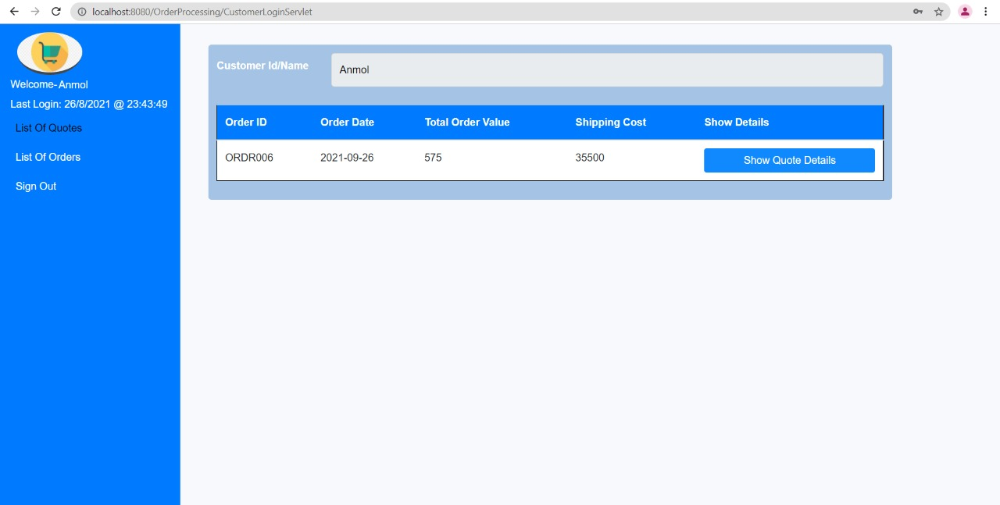 localhost:8080/OrderProcessing/CustomerLoginServlet
Welcome-Anmol
Last Login: 26/8/2021 @ 23:43:49
List Of Quotes
List Of Orders
Sign Out
Customer Id/Name Anmol
Order ID Order Date Total Order Value Shipping Cost Show Details
ORDR006 2021-09-26 575 35500 Show Quote Details